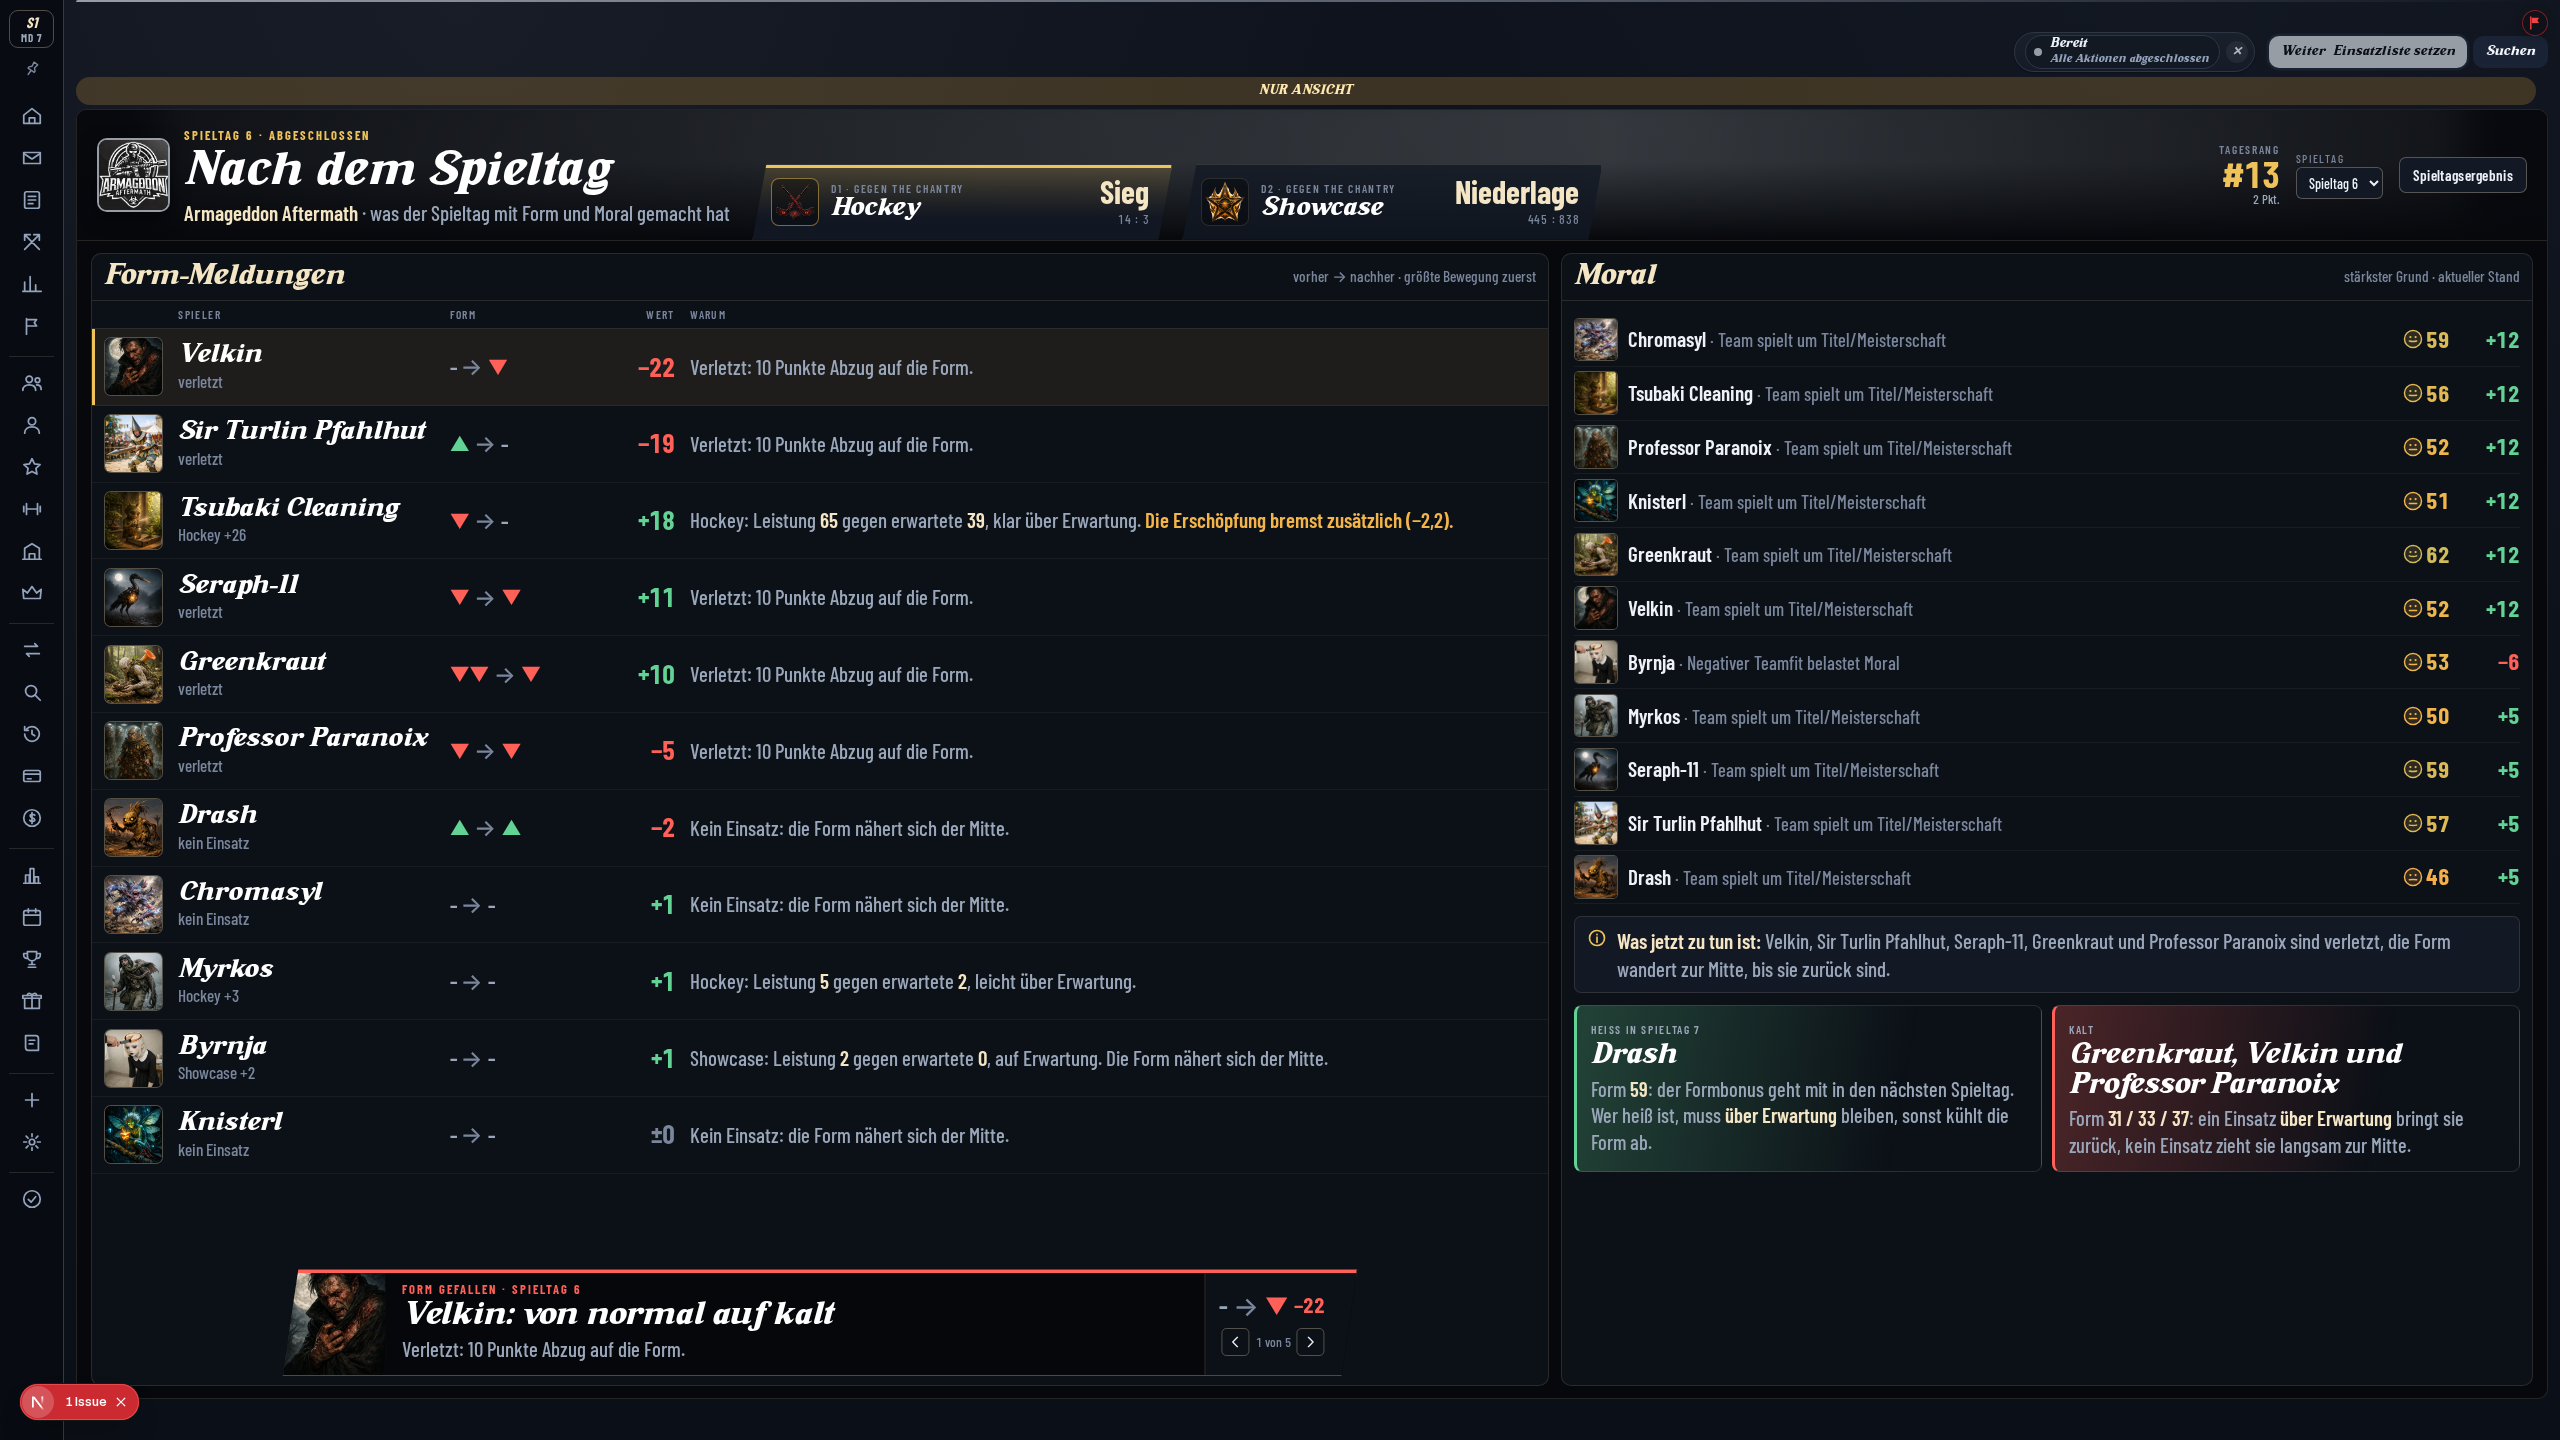 S1
MD 7
Bereit
Alle Aktionen abgeschlossen
Weiter Einsatzliste setzen
Suchen
NUR ANSICHT
ARMAGEDDON
AFTERMATH
SPIELTAG 6 · ABGESCHLOSSEN
Nach dem Spieltag
Armageddon Aftermath · was der Spieltag mit Form und Moral gemacht hat
D1 · GEGEN THE CHANTRY
Hockey
Sieg
14 : 3
D2 · GEGEN THE CHANTRY
Showcase
Niederlage
445 : 838
TAGESRANG
#13
2 Pkt.
SPIELTAG
Spieltag 6
Spieltagsergebnis
Form-Meldungen
vorher → nachher · größte Bewegung zuerst
SPIELER FORM WERT WARUM
Velkin
verletzt
- → ▼ −22 Verletzt: 10 Punkte Abzug auf die Form.
Sir Turlin Pfahlhut
verletzt
▲ → - −19 Verletzt: 10 Punkte Abzug auf die Form.
Tsubaki Cleaning
Hockey +26
▼ → - +18 Hockey: Leistung 65 gegen erwartete 39, klar über Erwartung. Die Erschöpfung bremst zusätzlich (−2,2).
Seraph-11
verletzt
▼ → ▼ +11 Verletzt: 10 Punkte Abzug auf die Form.
Greenkraut
verletzt
▼▼ → ▼ +10 Verletzt: 10 Punkte Abzug auf die Form.
Professor Paranoix
verletzt
▼ → ▼ −5 Verletzt: 10 Punkte Abzug auf die Form.
Drash
kein Einsatz
▲ → ▲ −2 Kein Einsatz: die Form nähert sich der Mitte.
Chromasyl
kein Einsatz
- → - +1 Kein Einsatz: die Form nähert sich der Mitte.
Myrkos
Hockey +3
- → - +1 Hockey: Leistung 5 gegen erwartete 2, leicht über Erwartung.
Byrnja
Showcase +2
- → - +1 Showcase: Leistung 2 gegen erwartete 0, auf Erwartung. Die Form nähert sich der Mitte.
Knisterl
kein Einsatz
- → - ±0 Kein Einsatz: die Form nähert sich der Mitte.
FORM GEFALLEN · SPIELTAG 6
Velkin: von normal auf kalt
Verletzt: 10 Punkte Abzug auf die Form.
- → ▼ −22
1 von 5
Moral
stärkster Grund · aktueller Stand
Chromasyl · Team spielt um Titel/Meisterschaft 59 +12
Tsubaki Cleaning · Team spielt um Titel/Meisterschaft 56 +12
Professor Paranoix · Team spielt um Titel/Meisterschaft 52 +12
Knisterl · Team spielt um Titel/Meisterschaft 51 +12
Greenkraut · Team spielt um Titel/Meisterschaft 62 +12
Velkin · Team spielt um Titel/Meisterschaft 52 +12
Byrnja · Negativer Teamfit belastet Moral 53 −6
Myrkos · Team spielt um Titel/Meisterschaft 50 +5
Seraph-11 · Team spielt um Titel/Meisterschaft 59 +5
Sir Turlin Pfahlhut · Team spielt um Titel/Meisterschaft 57 +5
Drash · Team spielt um Titel/Meisterschaft 46 +5
Was jetzt zu tun ist: Velkin, Sir Turlin Pfahlhut, Seraph-11, Greenkraut und Professor Paranoix sind verletzt, die Form
wandert zur Mitte, bis sie zurück sind.
HEISS IN SPIELTAG 7
Drash
Form 59: der Formbonus geht mit in den nächsten Spieltag.
Wer heiß ist, muss über Erwartung bleiben, sonst kühlt die
Form ab.
KALT
Greenkraut, Velkin und
Professor Paranoix
Form 31 / 33 / 37: ein Einsatz über Erwartung bringt sie
zurück, kein Einsatz zieht sie langsam zur Mitte.
N 1 Issue